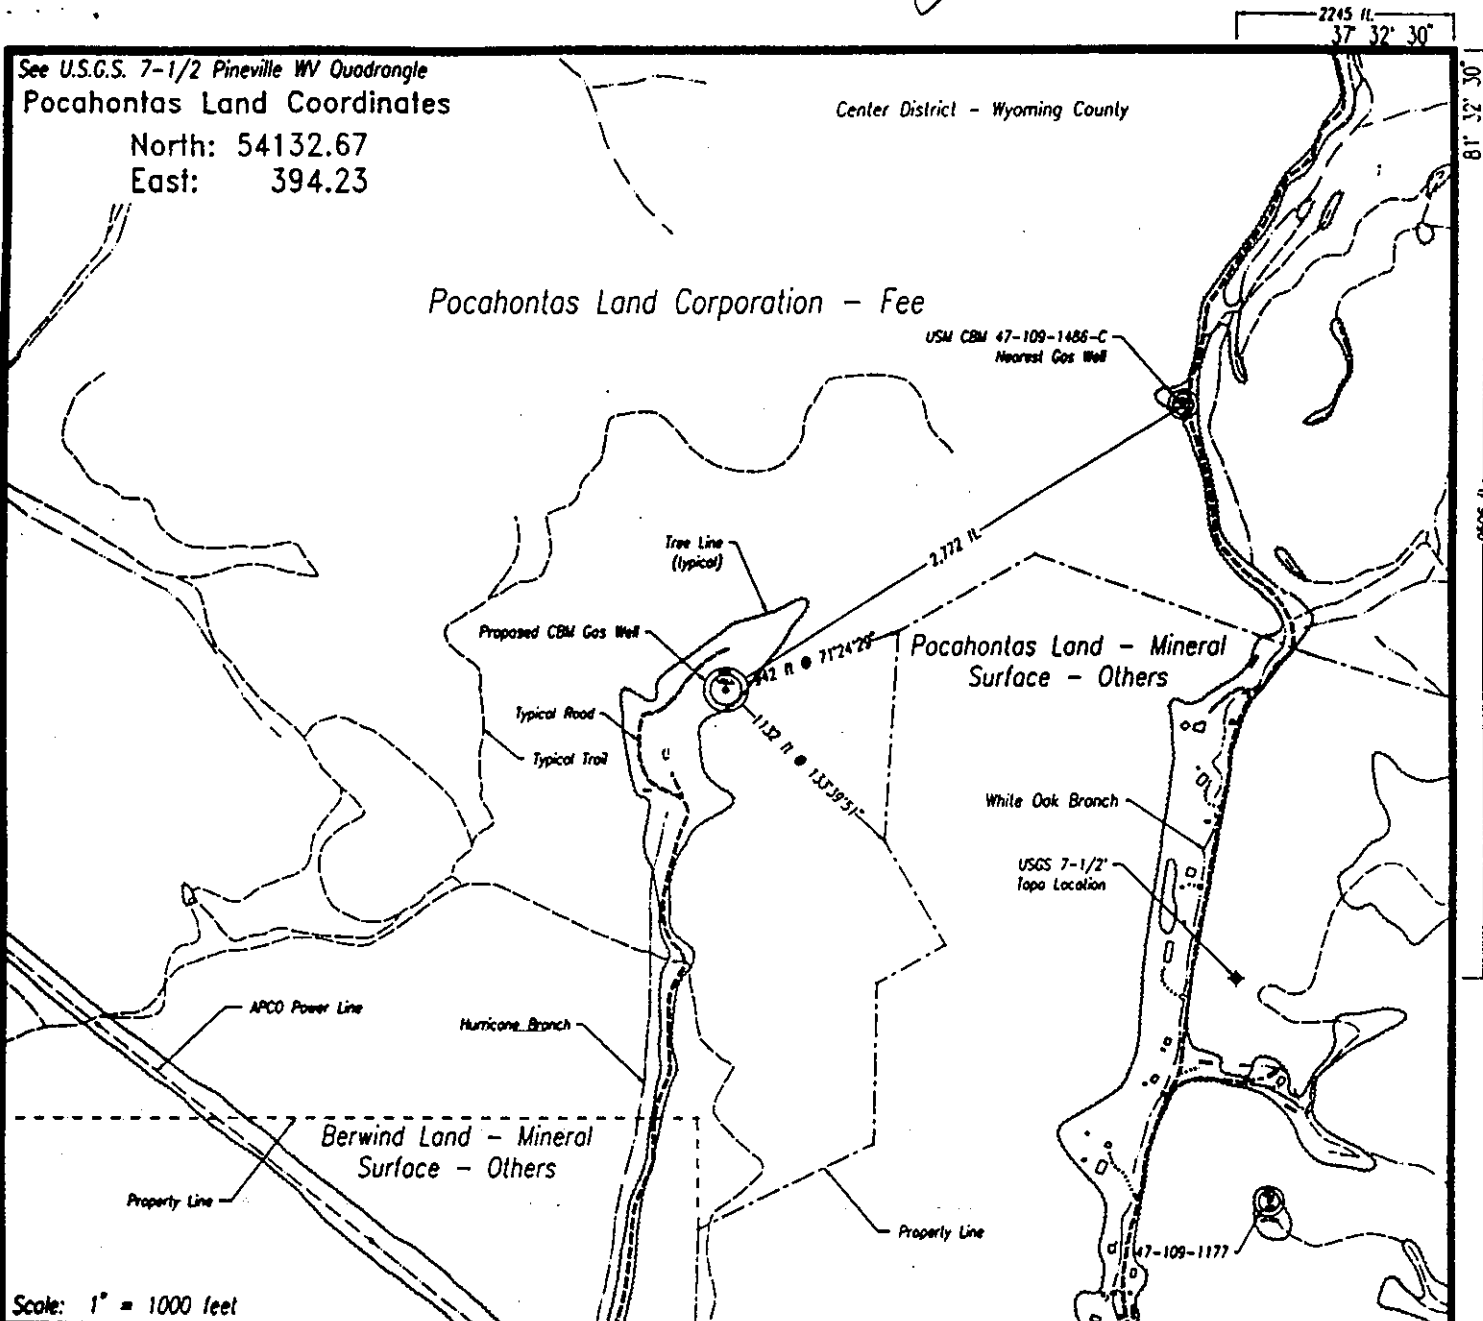 2245 ft.
37° 32' 30"
81° 32' 30"
See U.S.G.S. 7-1/2 Pineville WV Quadrangle
Pocahontas Land Coordinates
North: 54132.67
East: 394.23
Center District - Wyoming County
Pocahontas Land Corporation - Fee
USM CBM 47-109-1486-C
Nearest Gas Well
2,772 ft.
Tree Line
(typical)
Proposed CBM Gas Well
942 ft @ 71°24'29"
Pocahontas Land - Mineral
Surface - Others
Typical Road
Typical Trail
1132 ft @ 133°39'51"
White Oak Branch
USGS 7-1/2'
Topo Location
APCO Power Line
Hurricane Branch
Berwind Land - Mineral
Surface - Others
Property Line
Property Line
47-109-1177
Scale: 1" = 1000 feet